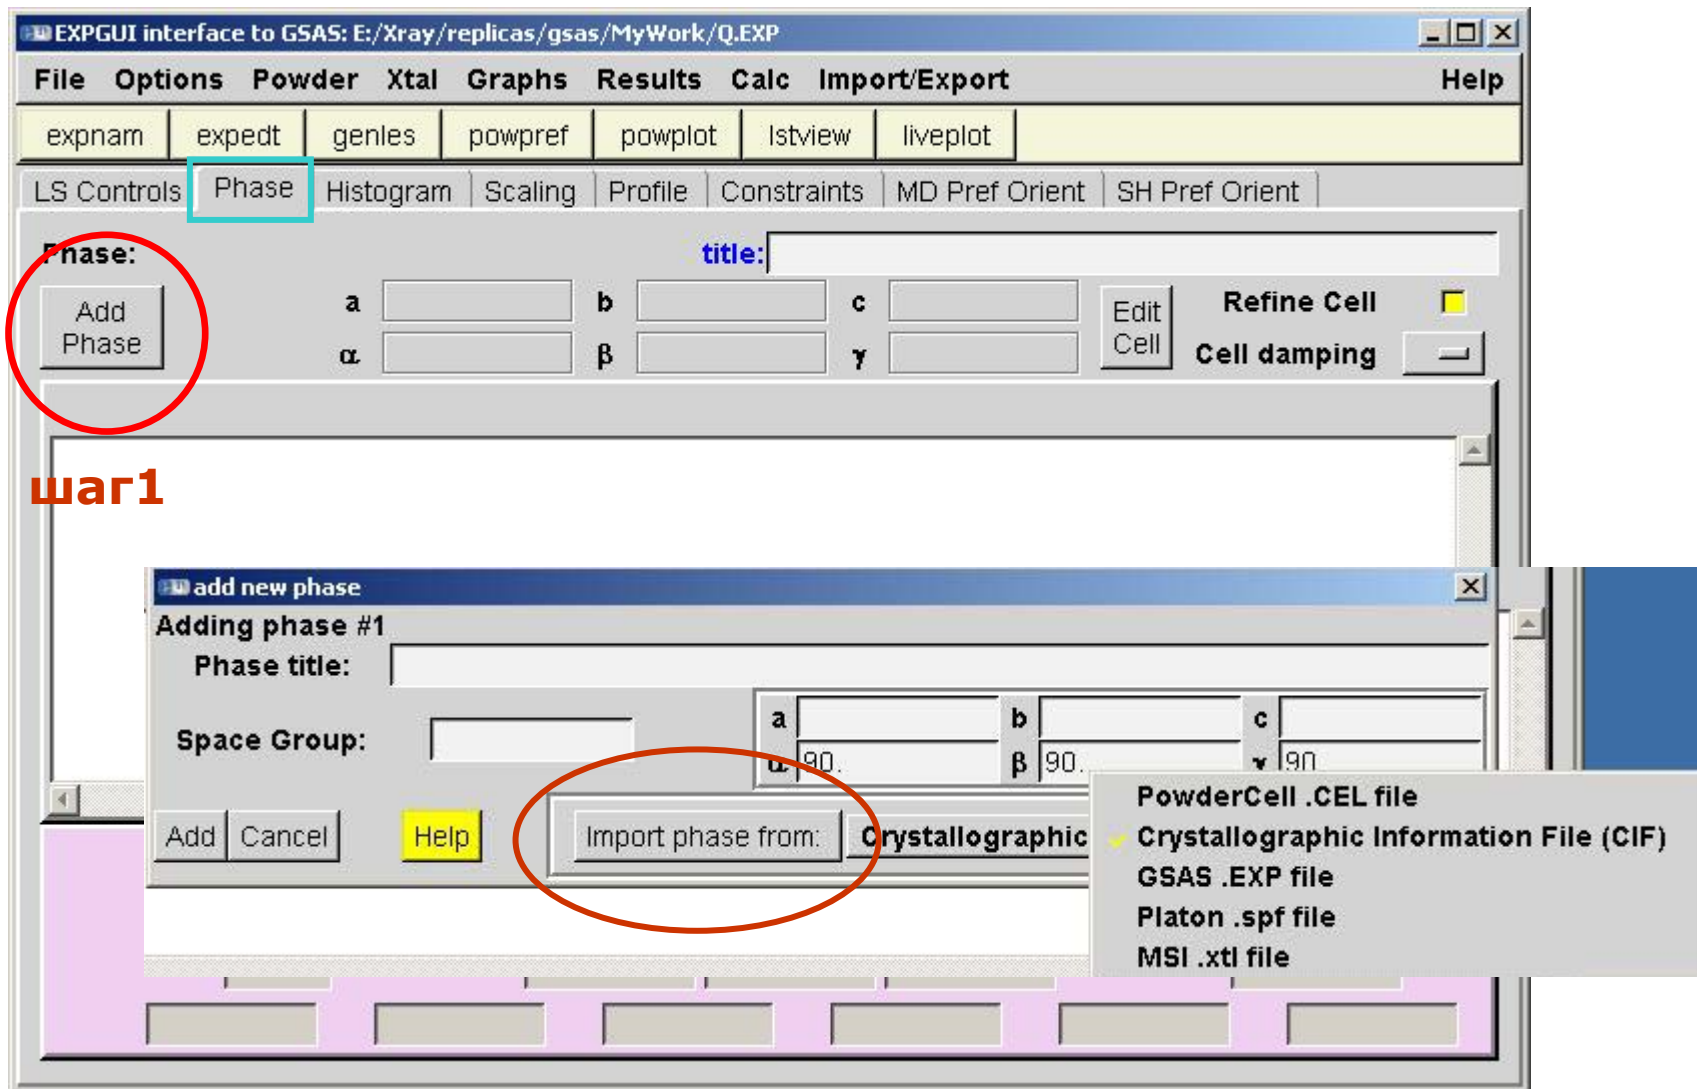 EXPGUI interface to GSAS: E:/Xray/replicas/gsas/MyWork/Q.EXP
File Options Powder Xtal Graphs Results Calc Import/Export Help
expnam expedt genles powpref powplot lstview liveplot
LS Controls Phase Histogram Scaling Profile Constraints MD Pref Orient SH Pref Orient
Phase: title:
Add Phase
a b c
Edit Cell
Refine Cell
α β γ
Cell damping
шаг1
add new phase
Adding phase #1
Phase title:
Space Group:
a b c
α 90. β 90. γ 90
Add Cancel Help Import phase from: Crystallographic
PowderCell .CEL file
Crystallographic Information File (CIF)
GSAS .EXP file
Platon .spf file
MSI .xtl file